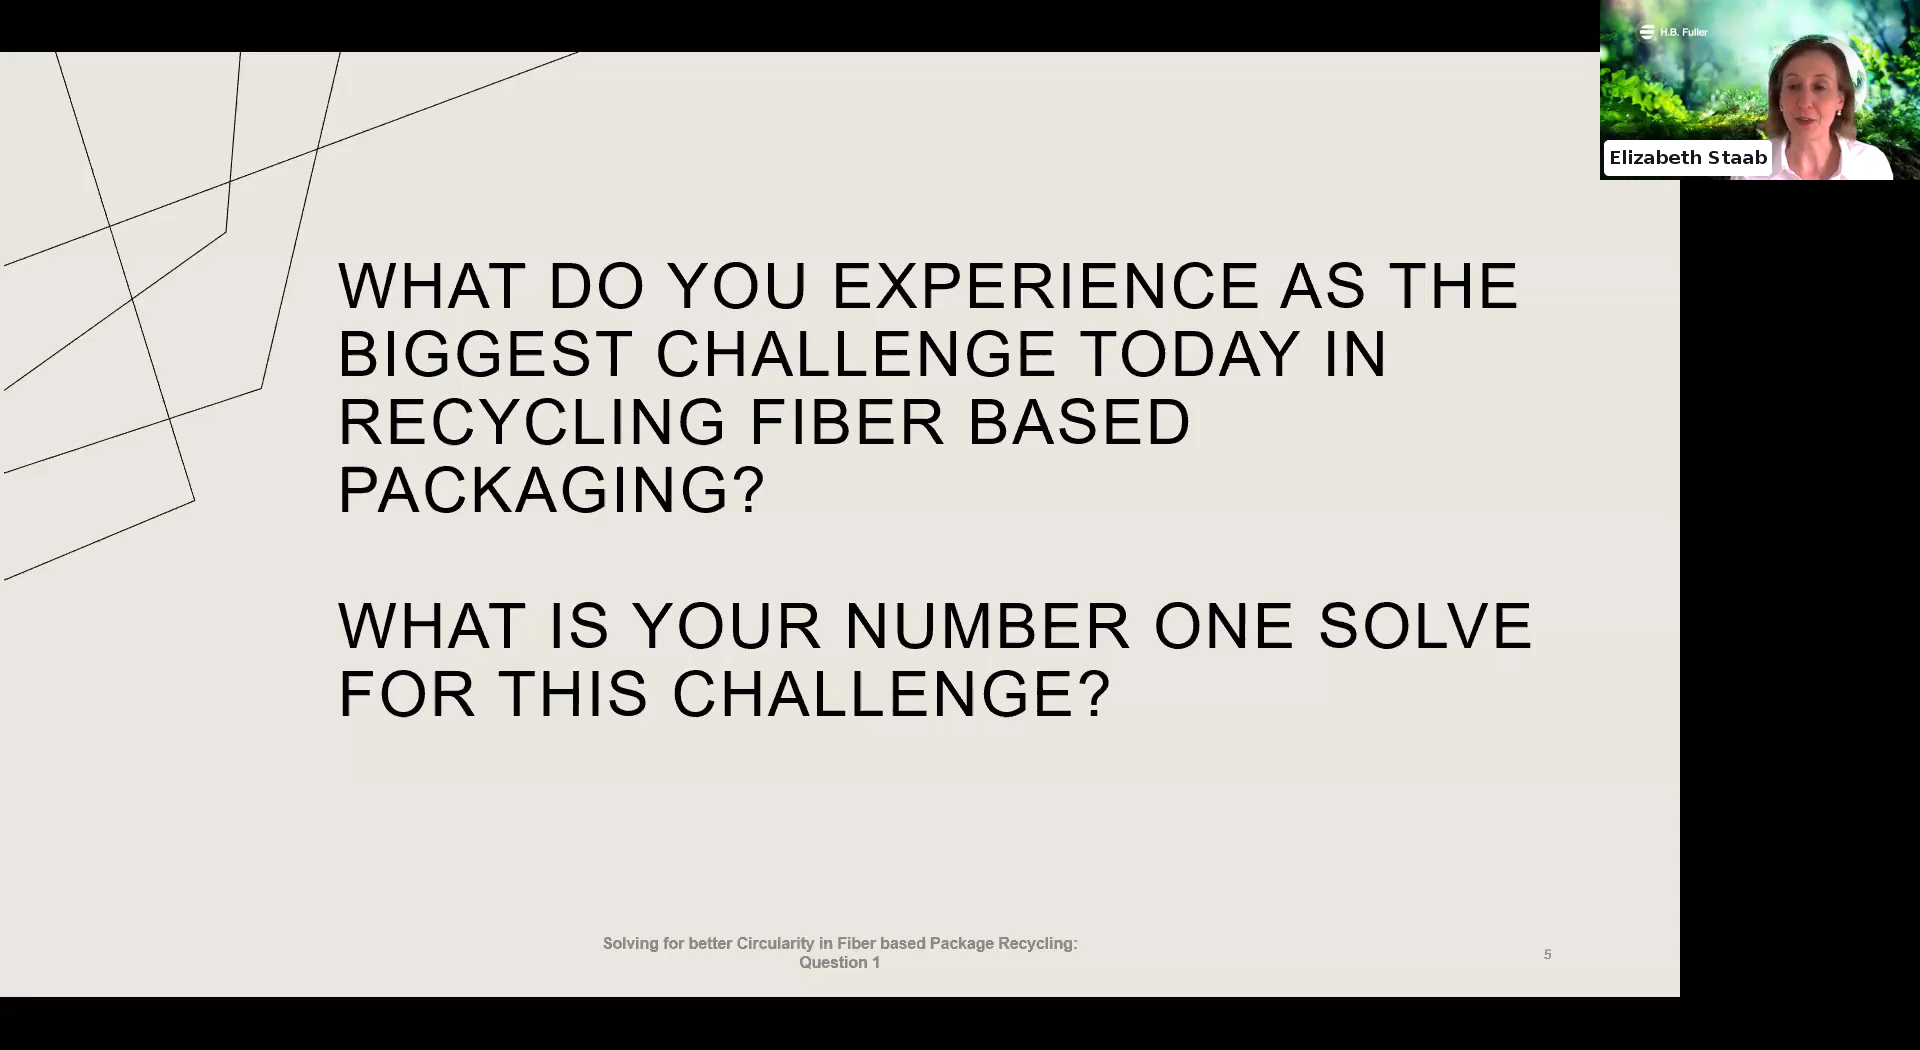 H.B. Fuller
Elizabeth Staab
WHAT DO YOU EXPERIENCE AS THE
BIGGEST CHALLENGE TODAY IN
RECYCLING FIBER BASED
PACKAGING?
WHAT IS YOUR NUMBER ONE SOLVE
FOR THIS CHALLENGE?
Solving for better Circularity in Fiber based Package Recycling:
Question 1
5